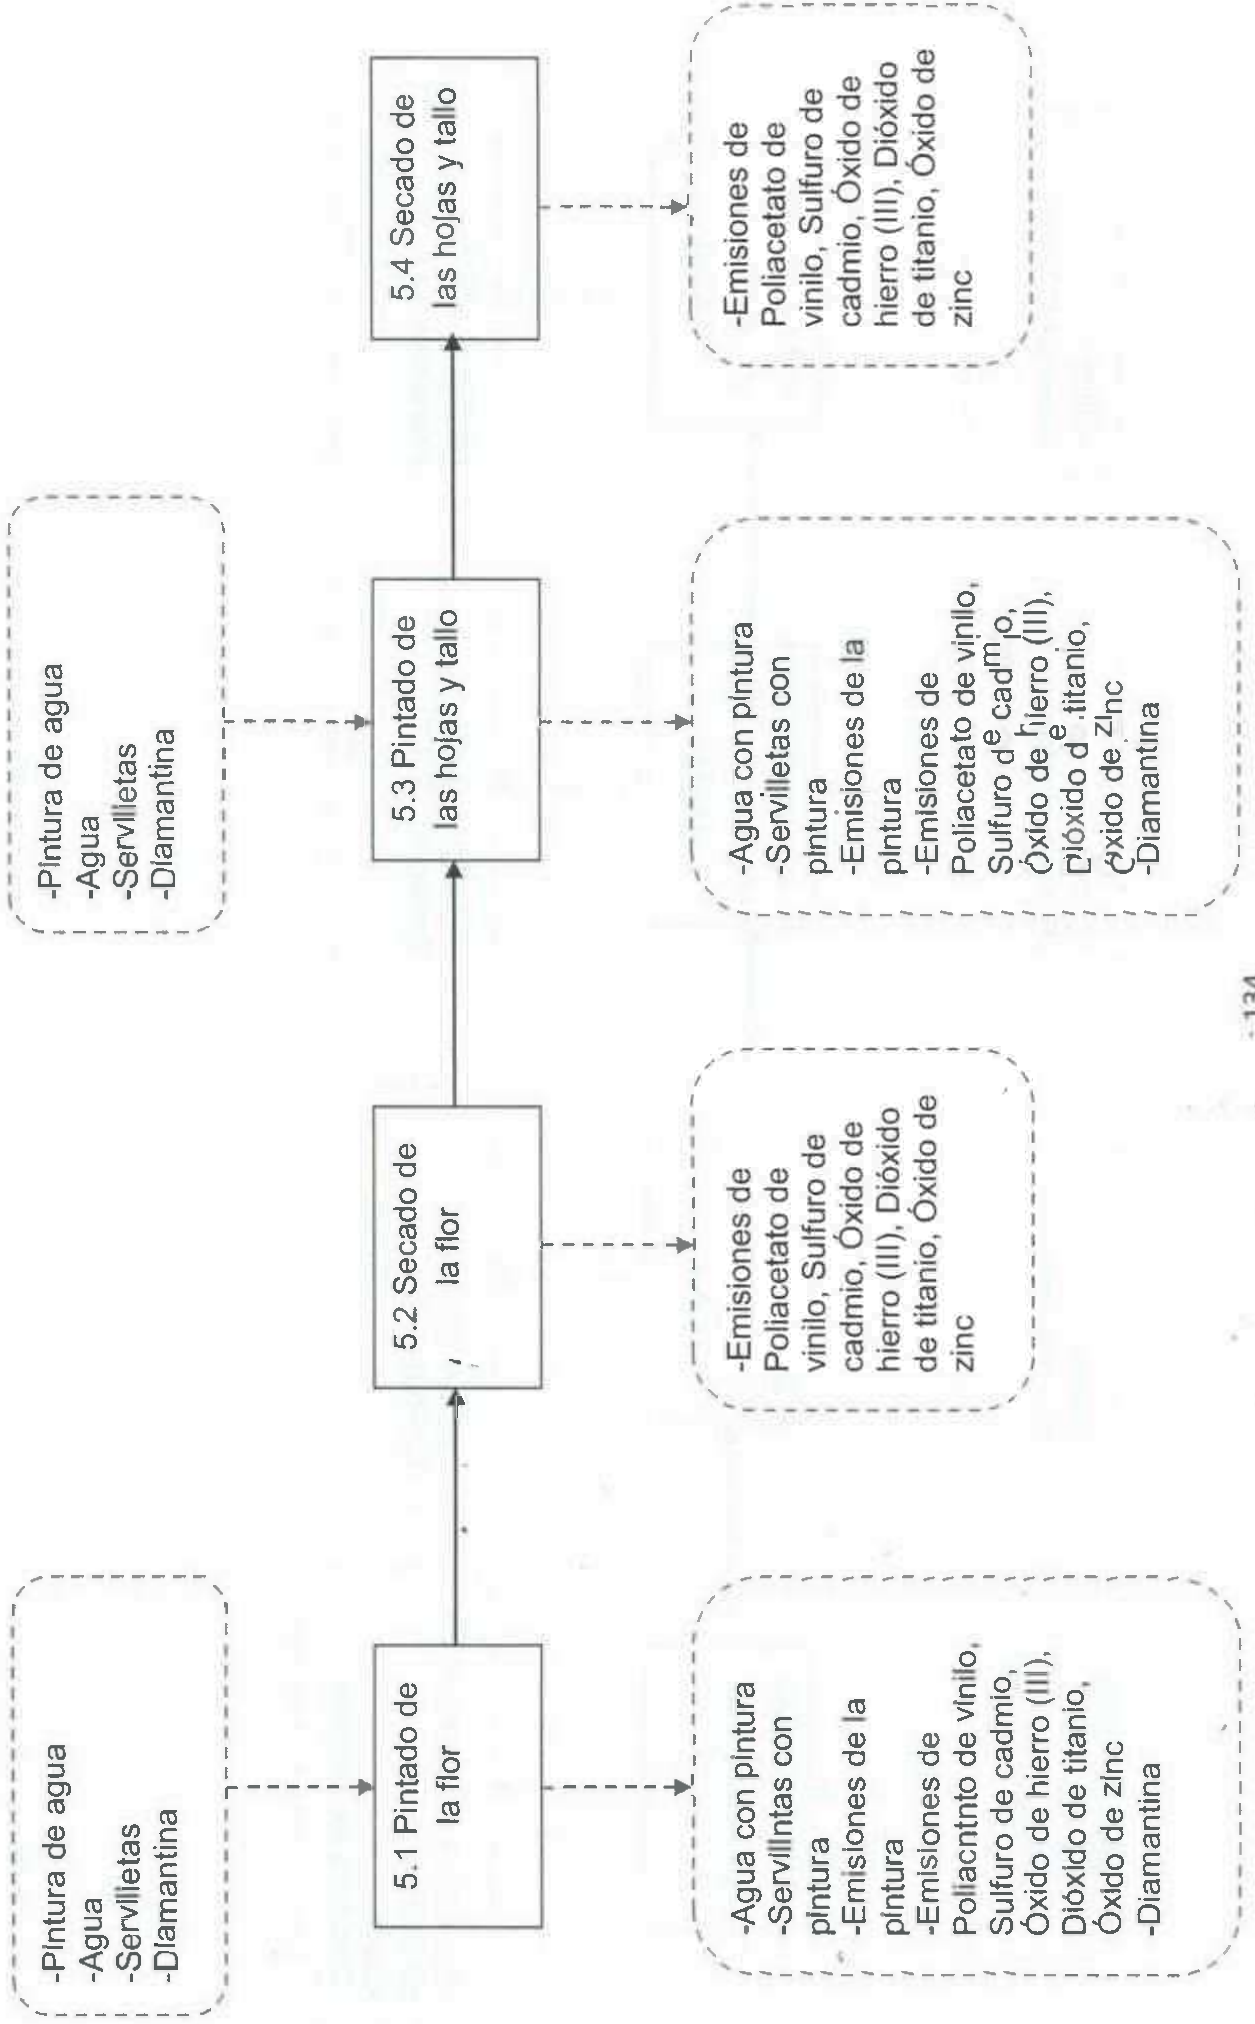 -Pintura de agua
-Agua
-Servilletas
-Diamantina
-Pintura de agua
-Agua
-Servilletas
-Diamantina
5.1 Pintado de
la flor
5.2 Secado de
la flor
5.3 Pintado de
las hojas y tallo
5.4 Secado de
las hojas y tallo
-Agua con pintura
-Servillntas con
pintura
-Emisiones de la
pintura
-Emisiones de
Poliacntnto de vinilo,
Sulfuro de cadmio,
Óxido de hierro (III),
Dióxido de titanio,
Óxido de zinc
-Diamantina
-Emisiones de
Poliacetato de
vinilo, Sulfuro de
cadmio, Óxido de
hierro (III), Dióxido
de titanio, Óxido de
zinc
-Agua con pintura
-Servilletas con
pintura
-Emisiones de la
pintura
-Emisiones de
Poliacetato de vinilo,
Sulfuro de cadmio,
Óxido de hierro (III),
Dióxido de titanio,
Óxido de zinc
-Diamantina
-Emisiones de
Poliacetato de
vinilo, Sulfuro de
cadmio, Óxido de
hierro (III), Dióxido
de titanio, Óxido de
zinc
134